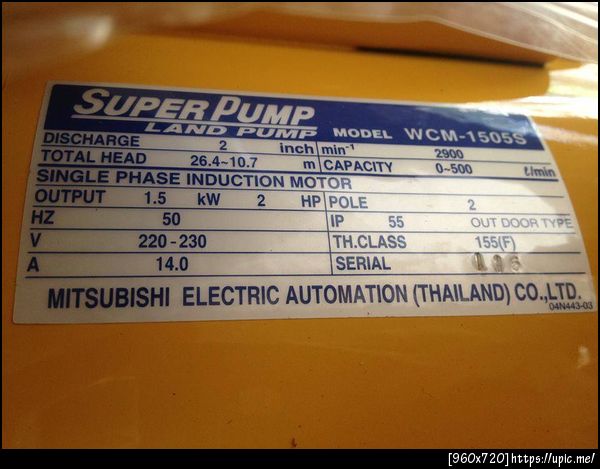 SUPER PUMP
LAND PUMP MODEL WCM-1505S
DISCHARGE 2 inch min⁻¹ 2900
TOTAL HEAD 26.4~10.7 m CAPACITY 0~500 ℓ/min
SINGLE PHASE INDUCTION MOTOR
OUTPUT 1.5 kW 2 HP POLE 2
HZ 50 IP 55 OUT DOOR TYPE
V 220-230 TH.CLASS 155(F)
A 14.0 SERIAL
MITSUBISHI ELECTRIC AUTOMATION (THAILAND) CO.,LTD.
04N443-03
[960x720]https://upic.me/